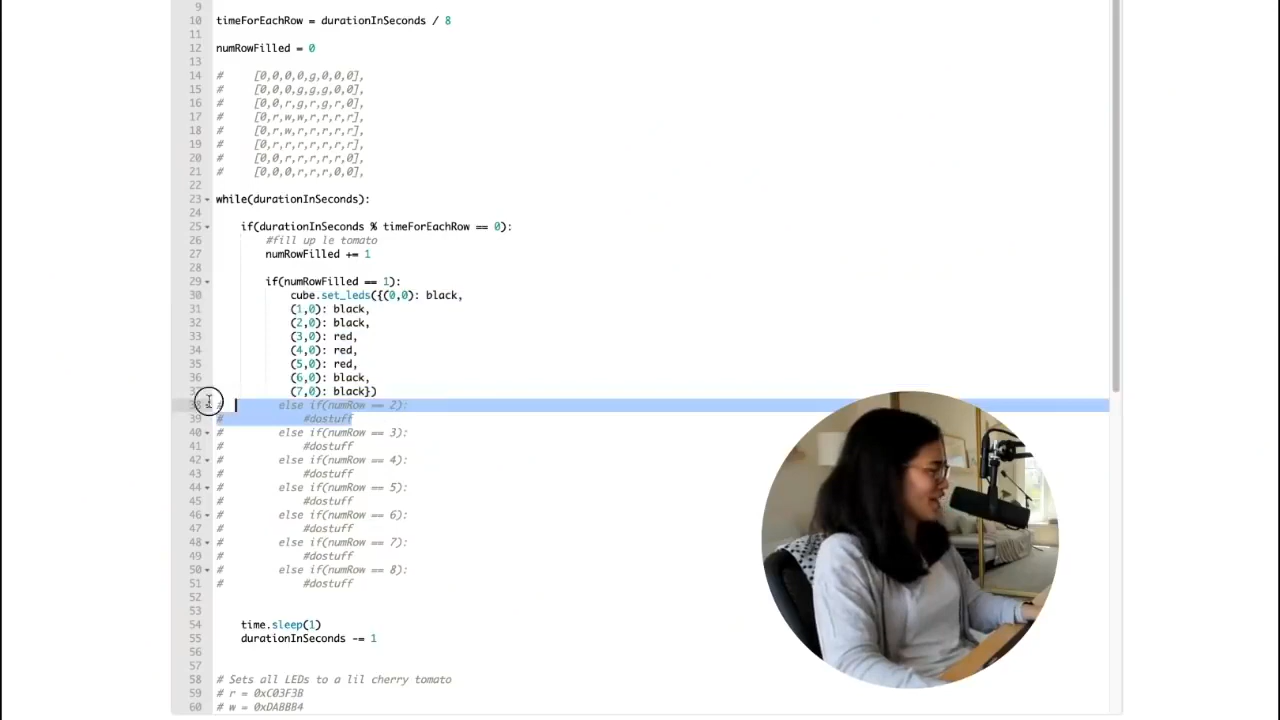 9
10 timeForEachRow = durationInSeconds / 8
11
12 numRowFilled = 0
13
14 # [0,0,0,0,g,0,0,0],
15 # [0,0,0,g,g,g,0,0],
16 # [0,0,r,g,r,g,r,0],
17 # [0,r,w,w,r,r,r,r],
18 # [0,r,w,r,r,r,r,r],
19 # [0,r,r,r,r,r,r,r],
20 # [0,0,r,r,r,r,r,0],
21 # [0,0,0,r,r,r,0,0],
22
23 while(durationInSeconds):
24
25 if(durationInSeconds % timeForEachRow == 0):
26 #fill up le tomato
27 numRowFilled += 1
28
29 if(numRowFilled == 1):
30 cube.set_leds({(0,0): black,
31 (1,0): black,
32 (2,0): black,
33 (3,0): red,
34 (4,0): red,
35 (5,0): red,
36 (6,0): black,
37 (7,0): black})
38 # else if(numRow == 2):
39 # #dostuff
40 # else if(numRow == 3):
41 # #dostuff
42 # else if(numRow == 4):
43 # #dostuff
44 # else if(numRow == 5):
45 # #dostuff
46 # else if(numRow == 6):
47 # #dostuff
48 # else if(numRow == 7):
49 # #dostuff
50 # else if(numRow == 8):
51 # #dostuff
52
53
54 time.sleep(1)
55 durationInSeconds -= 1
56
57
58 # Sets all LEDs to a lil cherry tomato
59 # r = 0xC03F3B
60 # w = 0xDABBB4